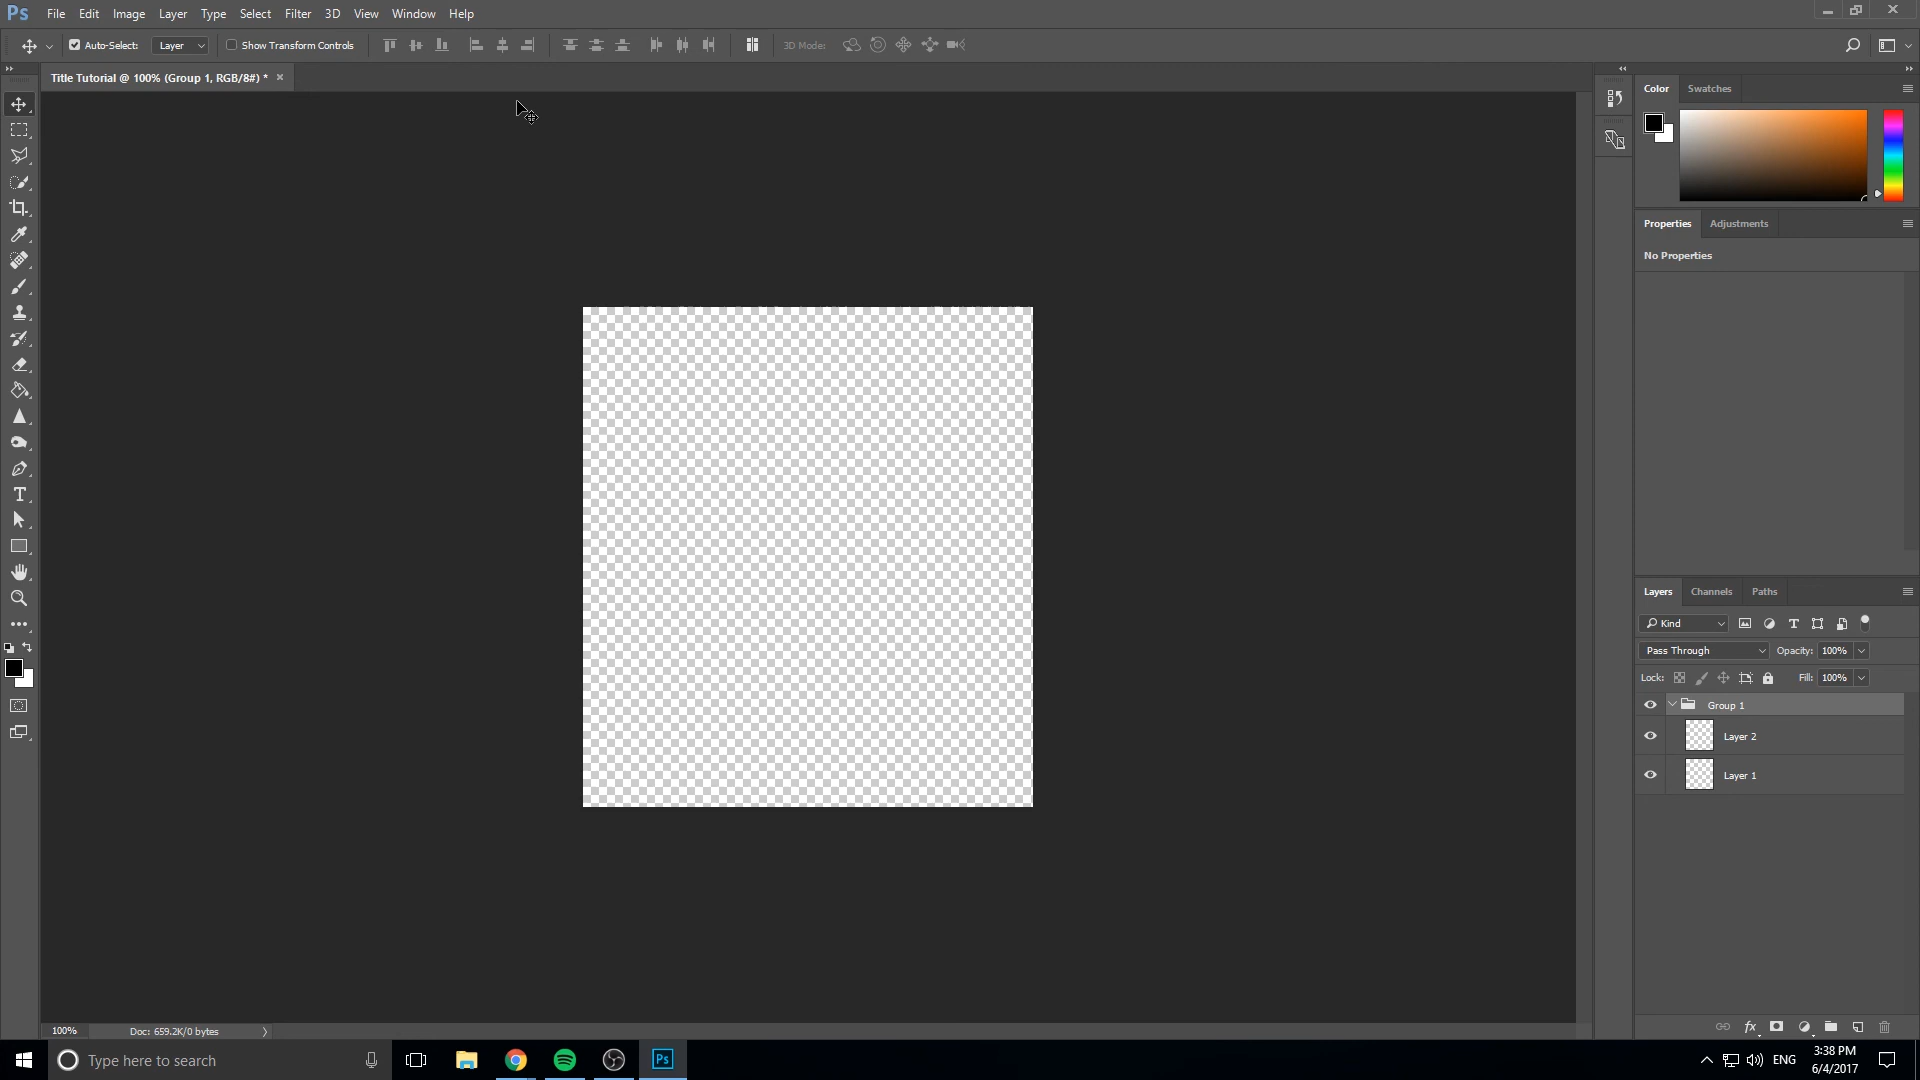 Ps File Edit Image Layer Type Select Filter 3D View Window Help
Auto-Select: Layer Show Transform Controls 3D Mode:
Title Tutorial @ 100% (Group 1, RGB/8#) *
Color Swatches
Properties Adjustments
No Properties
Layers Channels Paths
Kind
Pass Through Opacity: 100%
Lock: Fill: 100%
Group 1
Layer 2
Layer 1
100% Doc: 659.2K/0 bytes
Type here to search
Ps
ENG
3:38 PM
6/4/2017